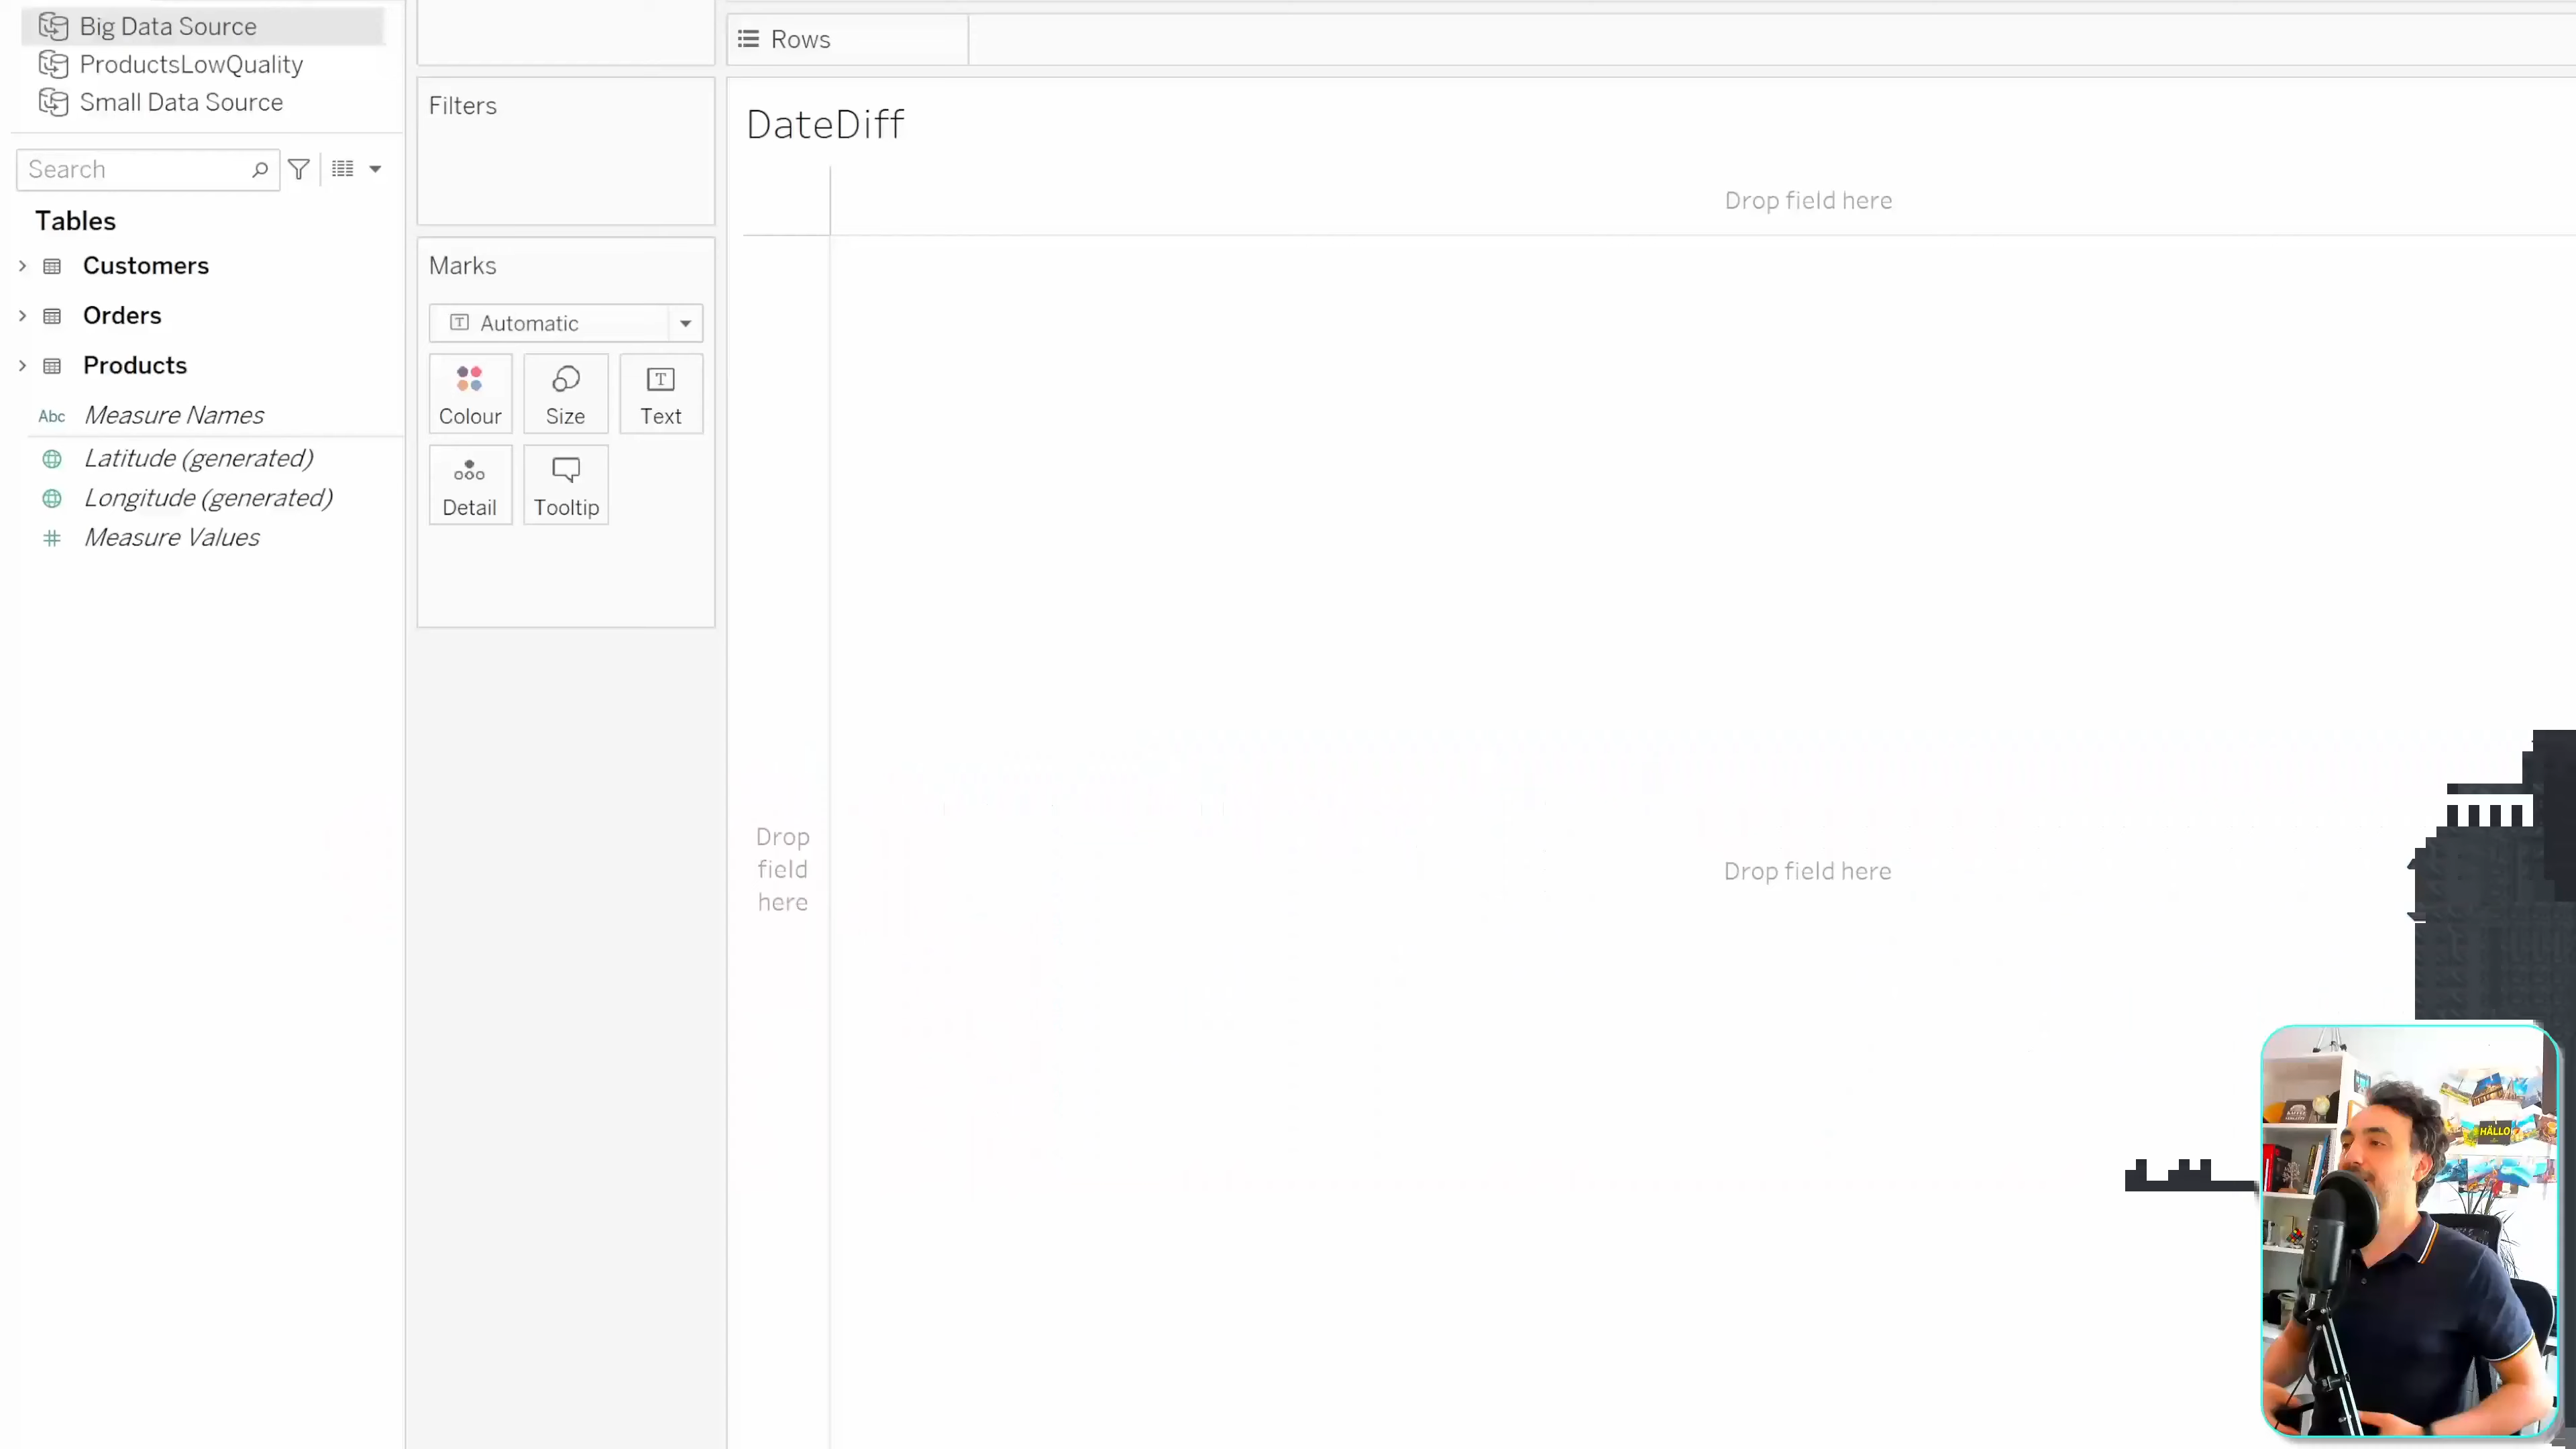 Big Data Source
ProductsLowQuality
Small Data Source
Search
Tables
Customers
Orders
Products
Abc Measure Names
Latitude (generated)
Longitude (generated)
Measure Values
Filters
Marks
Automatic
Colour
Size
Text
Detail
Tooltip
Rows
DateDiff
Drop field here
Drop
field
here
Drop field here
HALLO